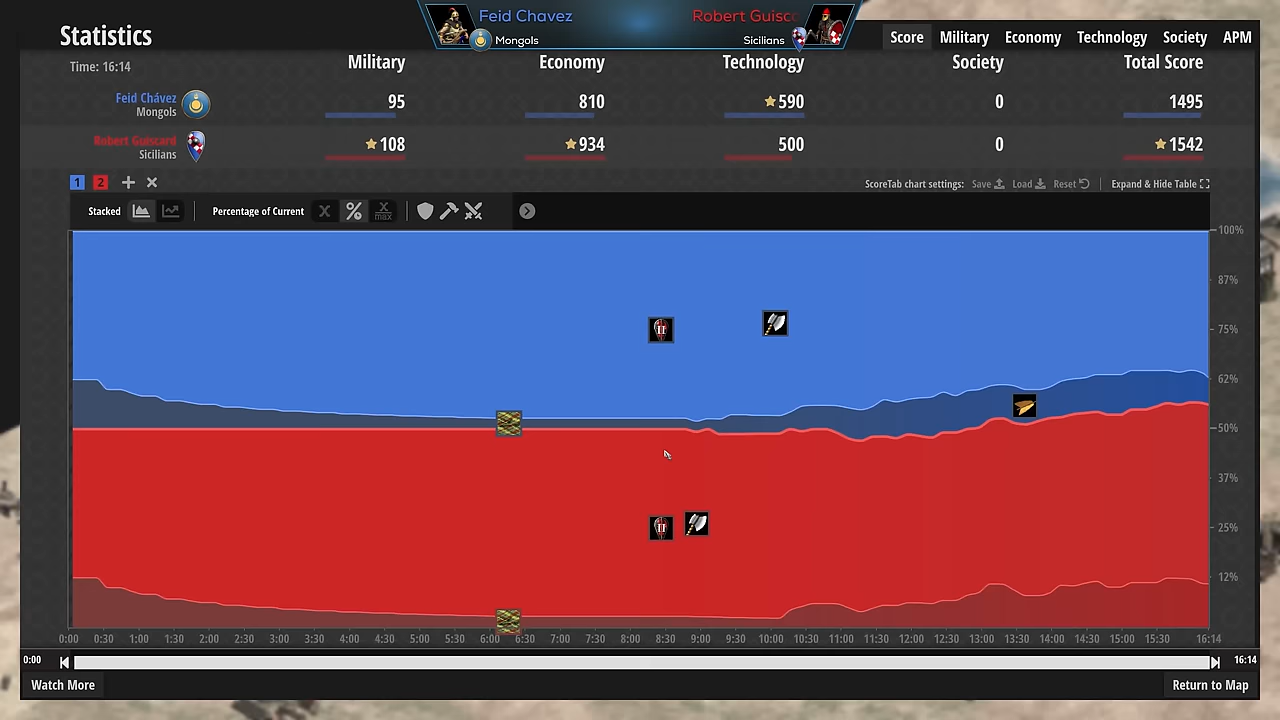 Statistics
Feid Chavez
Mongols
Robert Guisc
Sicilians
Score Military Economy Technology Society APM
Time: 16:14
Military Economy Technology Society Total Score
Feid Chávez
Mongols
95 810 590 0 1495
Robert Guiscard
Sicilians
108 934 500 0 1542
1 2
ScoreTab chart settings: Save Load Reset Expand & Hide Table
Stacked Percentage of Current X % X max
100%
87%
75%
62%
50%
37%
25%
12%
II
II
0:00 0:30 1:00 1:30 2:00 2:30 3:00 3:30 4:00 4:30 5:00 5:30 6:00 6:30 7:00 7:30 8:00 8:30 9:00 9:30 10:00 10:30 11:00 11:30 12:00 12:30 13:00 13:30 14:00 14:30 15:00 15:30 16:14
0:00 16:14
Watch More Return to Map